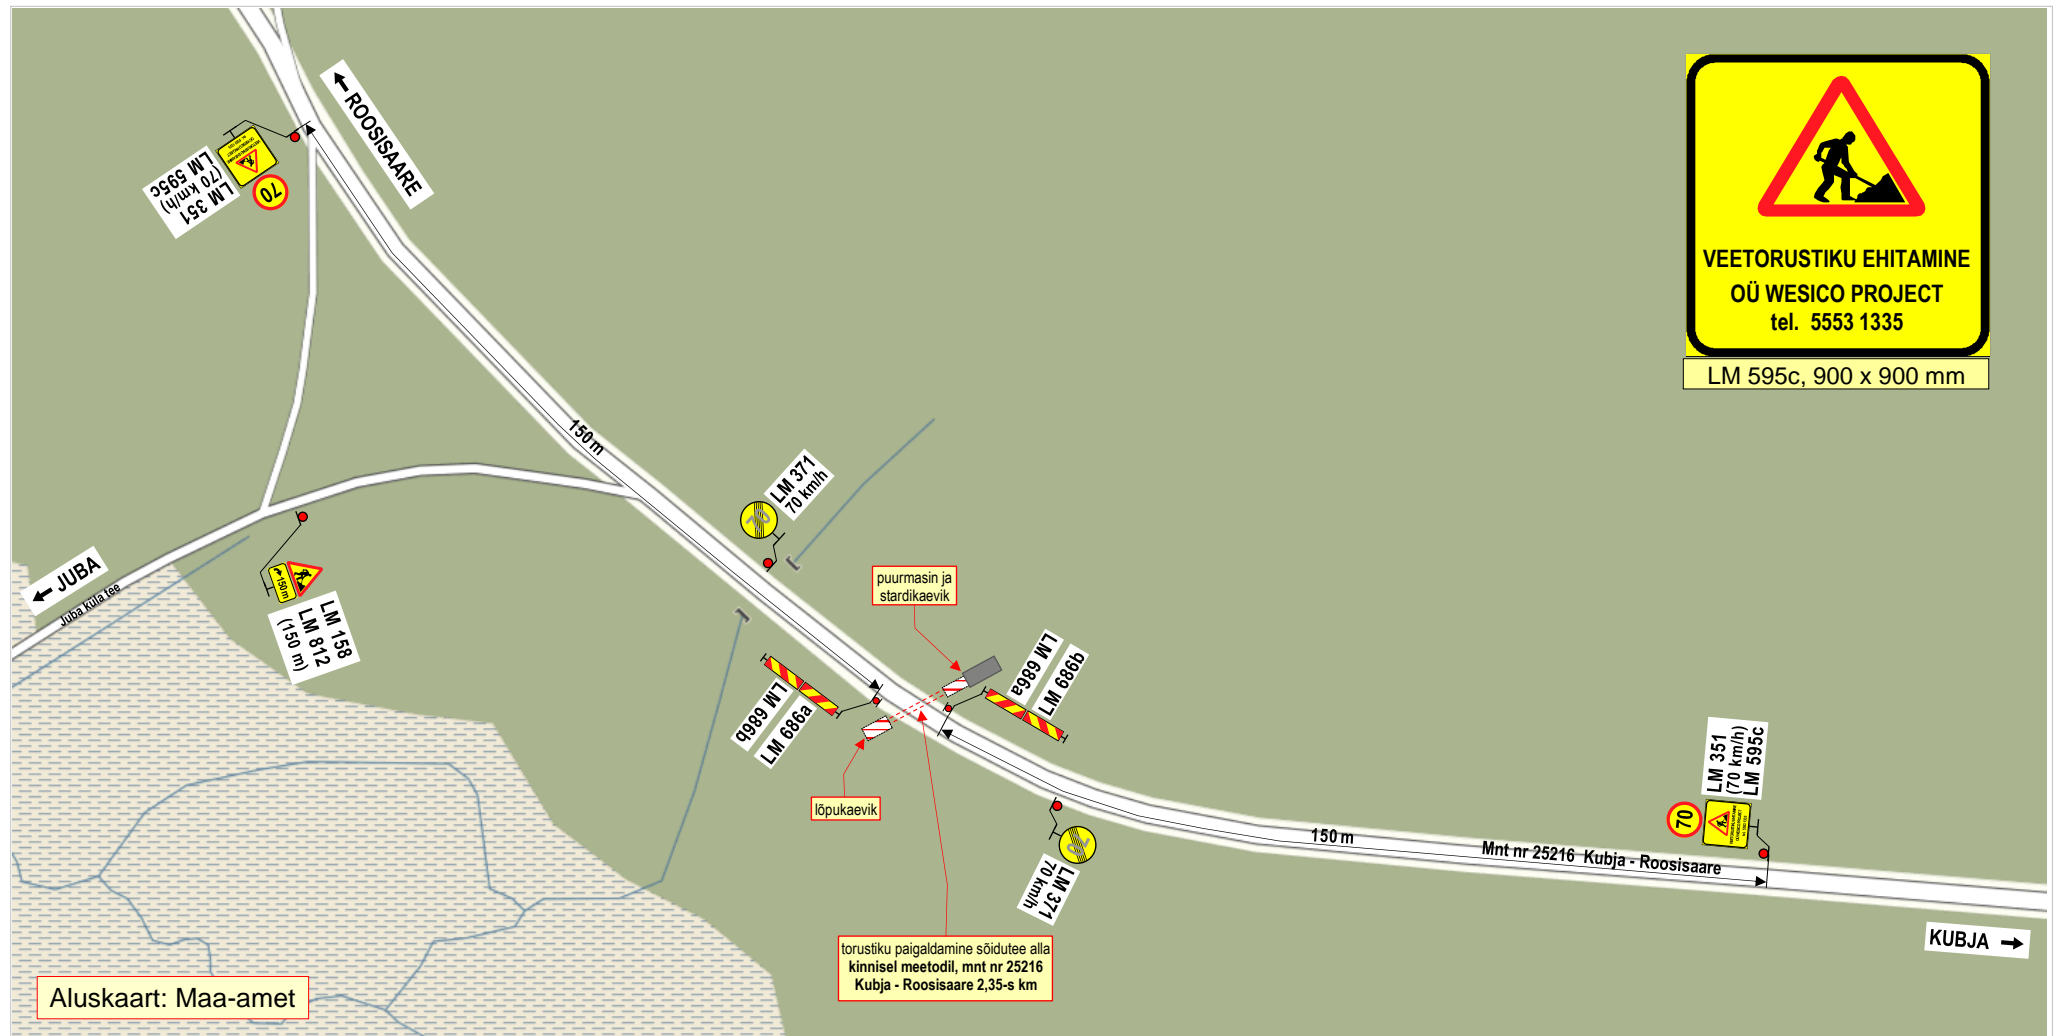 ROOSISAARE
LM 351
(70 km/h)
LM 595c
70
VEETORUSTIKU EHITAMINE
OÜ WESICO PROJECT
tel. 5553 1335
LM 595c, 900 x 900 mm
150 m
LM 371
70 km/h
70
JUBA
Juba küla tee
150 m
LM 158
LM 812
(150 m)
puurmasin ja
stardikaevik
LM 686a
LM 686b
LM 686b
LM 686a
lõpukaevik
LM 351
(70 km/h)
LM 595c
70
150 m
Mnt nr 25216 Kubja - Roosisaare
70
LM 371
70 km/h
KUBJA
torustiku paigaldamine sõidutee alla
kinnisel meetodil, mnt nr 25216
Kubja - Roosisaare 2,35-s km
Aluskaart: Maa-amet